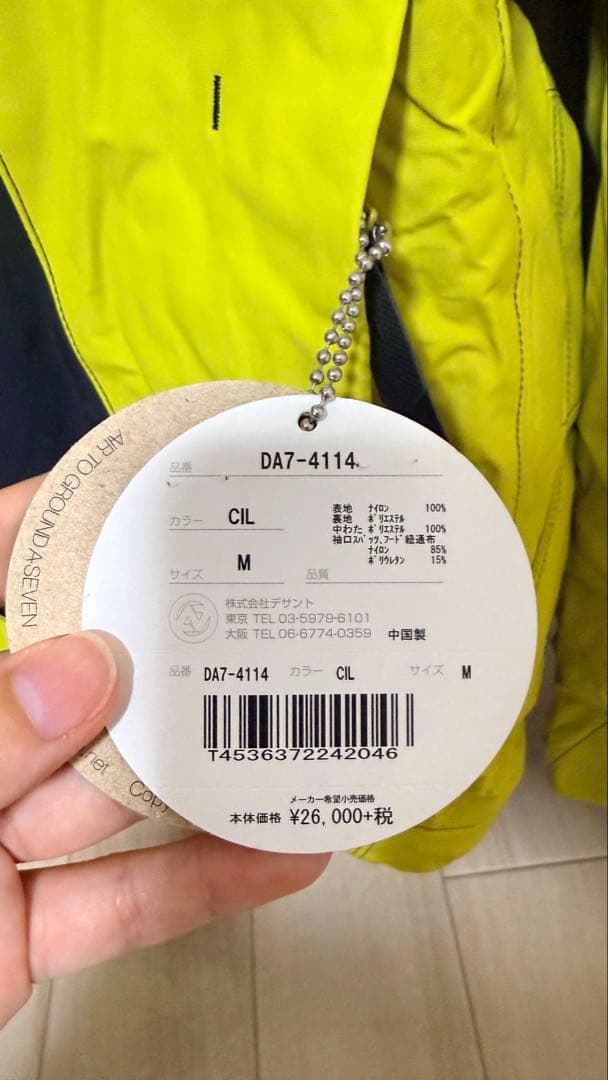 AIR TO GROUND A SEVEN
品番 DA7-4114
カラー CIL
サイズ M
表地 ナイロン 100%
裏地 ポリエステル
中わた ポリエステル 100%
袖口スパッツ、フード紐通布
ナイロン 85%
ポリウレタン 15%
品質
株式会社デサント
東京 TEL 03-5979-6101
大阪 TEL 06-6774-0359 中国製
品番 DA7-4114 カラー CIL サイズ M
T4536372242046
メーカー希望小売価格
本体価格 ¥26,000+税
net
Cop